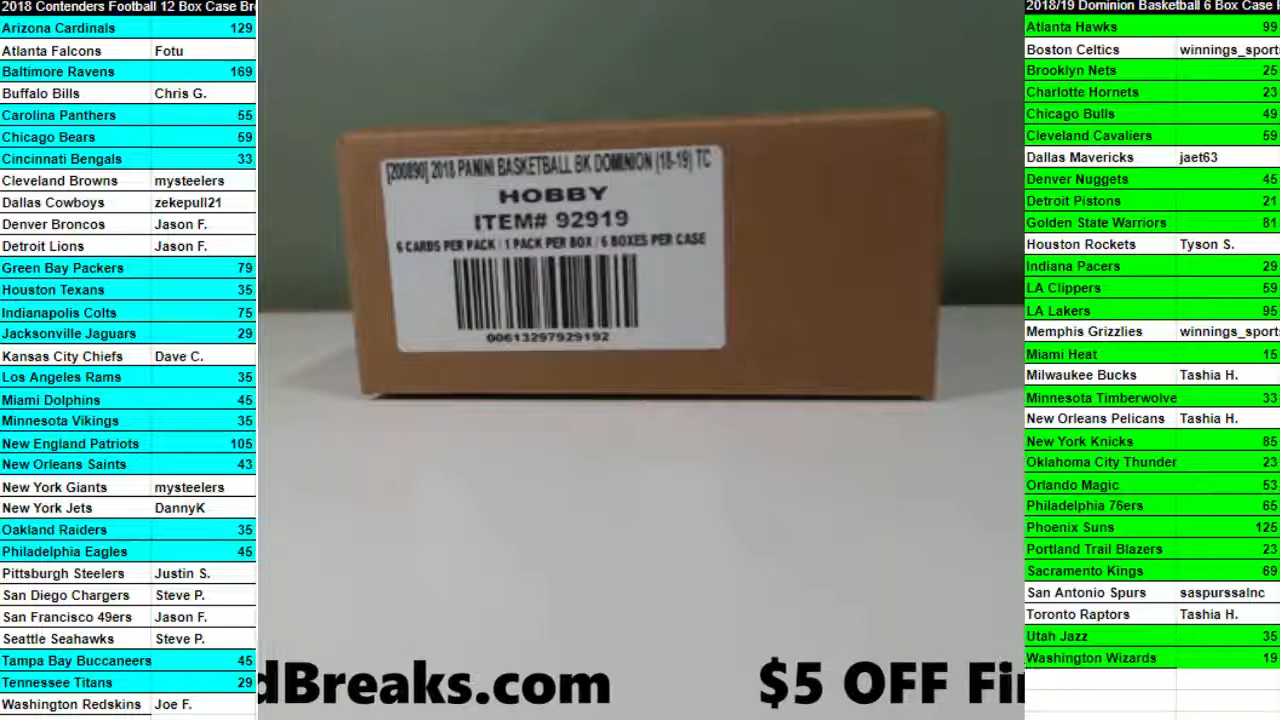 2018 Contenders Football 12 Box Case Br
Arizona Cardinals 129
Atlanta Falcons Fotu
Baltimore Ravens 169
Buffalo Bills Chris G.
Carolina Panthers 55
Chicago Bears 59
Cincinnati Bengals 33
Cleveland Browns mysteelers
Dallas Cowboys zekepull21
Denver Broncos Jason F.
Detroit Lions Jason F.
Green Bay Packers 79
Houston Texans 35
Indianapolis Colts 75
Jacksonville Jaguars 29
Kansas City Chiefs Dave C.
Los Angeles Rams 35
Miami Dolphins 45
Minnesota Vikings 35
New England Patriots 105
New Orleans Saints 43
New York Giants mysteelers
New York Jets DannyK
Oakland Raiders 35
Philadelphia Eagles 45
Pittsburgh Steelers Justin S.
San Diego Chargers Steve P.
San Francisco 49ers Jason F.
Seattle Seahawks Steve P.
Tampa Bay Buccaneers 45
Tennessee Titans 29
Washington Redskins Joe F.
[200890] 2018 PANINI BASKETBALL BK DOMINION (18-19) TC
HOBBY
ITEM# 92919
6 CARDS PER PACK / 1 PACK PER BOX / 6 BOXES PER CASE
00613297929192
dBreaks.com $5 OFF Fi
2018/19 Dominion Basketball 6 Box Case
Atlanta Hawks 99
Boston Celtics winnings_sport
Brooklyn Nets 25
Charlotte Hornets 23
Chicago Bulls 49
Cleveland Cavaliers 59
Dallas Mavericks jaet63
Denver Nuggets 45
Detroit Pistons 21
Golden State Warriors 81
Houston Rockets Tyson S.
Indiana Pacers 29
LA Clippers 59
LA Lakers 95
Memphis Grizzlies winnings_sport
Miami Heat 15
Milwaukee Bucks Tashia H.
Minnesota Timberwolve 33
New Orleans Pelicans Tashia H.
New York Knicks 85
Oklahoma City Thunder 23
Orlando Magic 53
Philadelphia 76ers 65
Phoenix Suns 125
Portland Trail Blazers 23
Sacramento Kings 69
San Antonio Spurs saspurssalnc
Toronto Raptors Tashia H.
Utah Jazz 35
Washington Wizards 19